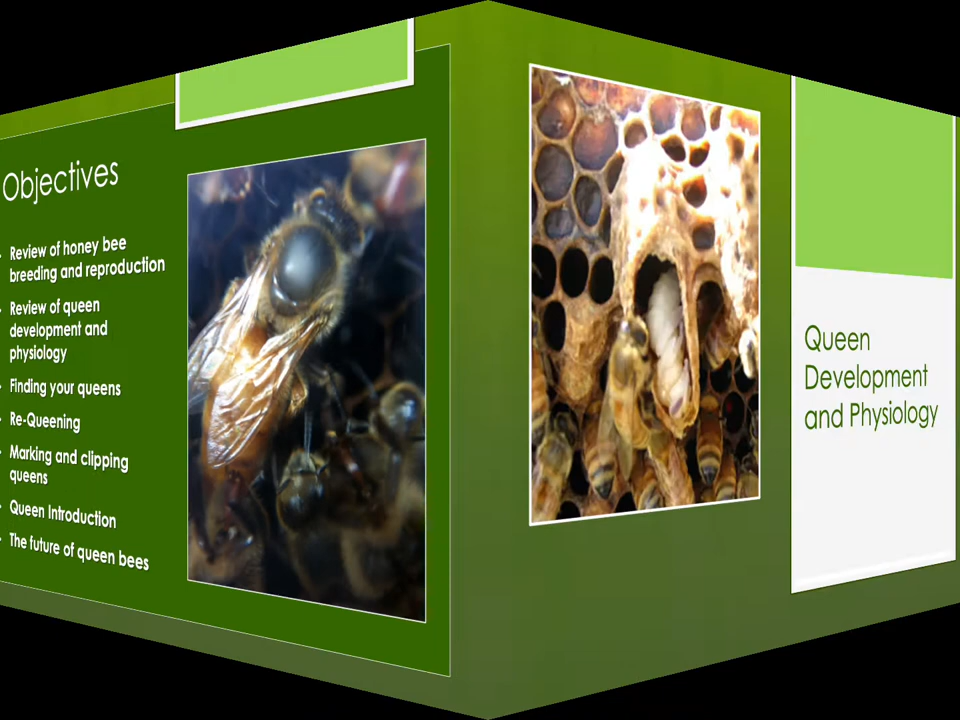 Objectives
Review of honey bee
breeding and reproduction
Review of queen
development and
physiology
Finding your queens
Re-Queening
Marking and clipping
queens
Queen Introduction
The future of queen bees
Queen
Development
and Physiology